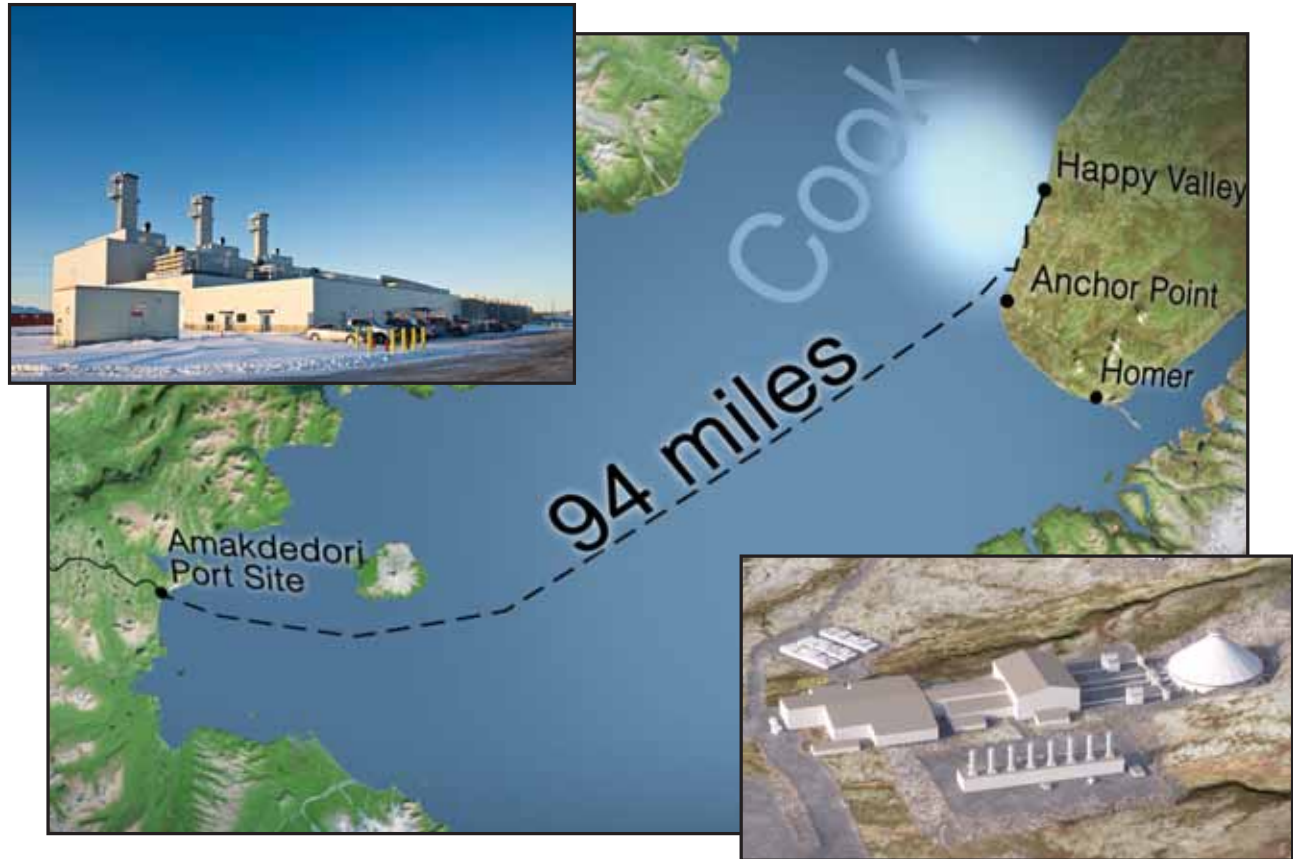 Cook
Happy Valley
Anchor Point
Homer
94 miles
Amakdedori
Port Site